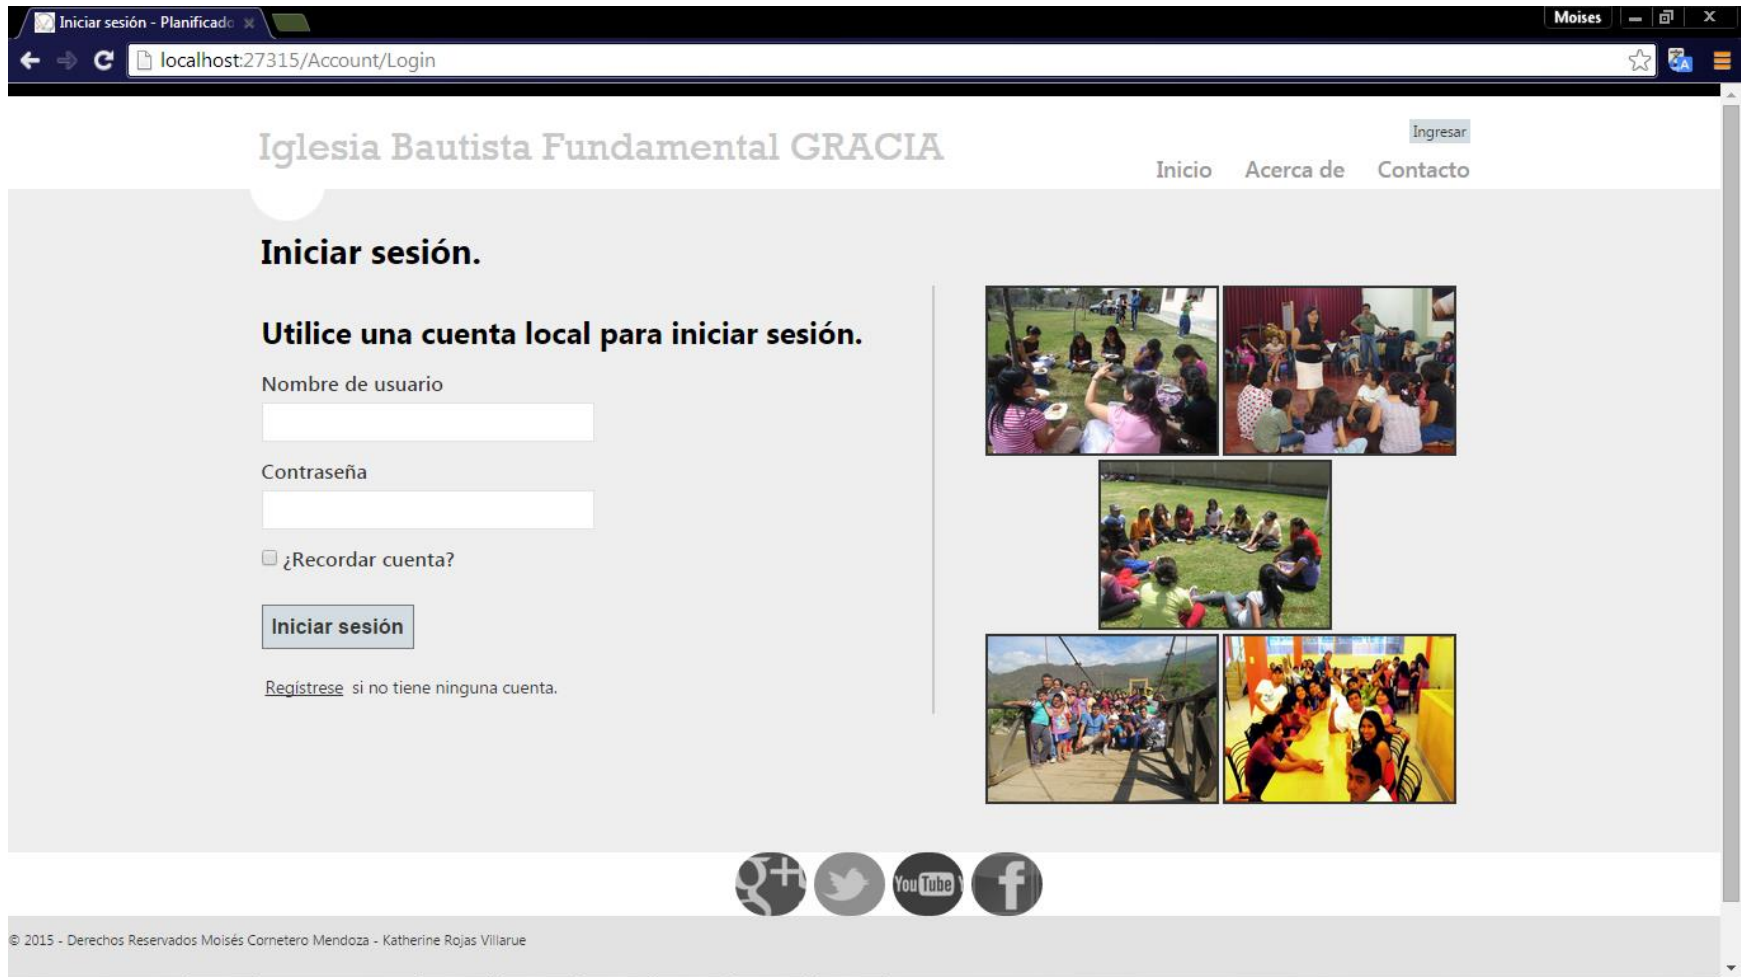 Iniciar sesión - Planificado
Moises
localhost:27315/Account/Login
Iglesia Bautista Fundamental GRACIA
Ingresar
Inicio Acerca de Contacto
Iniciar sesión.
Utilice una cuenta local para iniciar sesión.
Nombre de usuario
Contraseña
¿Recordar cuenta?
Iniciar sesión
Regístrese si no tiene ninguna cuenta.
g+ YouTube f
© 2015 - Derechos Reservados Moisés Cornetero Mendoza - Katherine Rojas Villarue